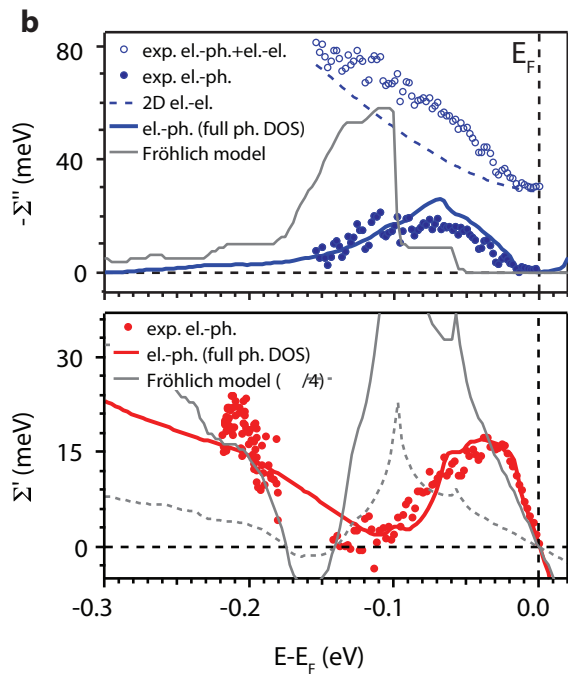 b
80
40
0
-Σ'' (meV)
exp. el.-ph.+el.-el.
exp. el.-ph.
2D el.-el.
el.-ph. (full ph. DOS)
Fröhlich model
E_F
30
15
0
Σ' (meV)
exp. el.-ph.
el.-ph. (full ph. DOS)
Fröhlich model ( /4)
-0.3 -0.2 -0.1 0.0
E-E_F (eV)